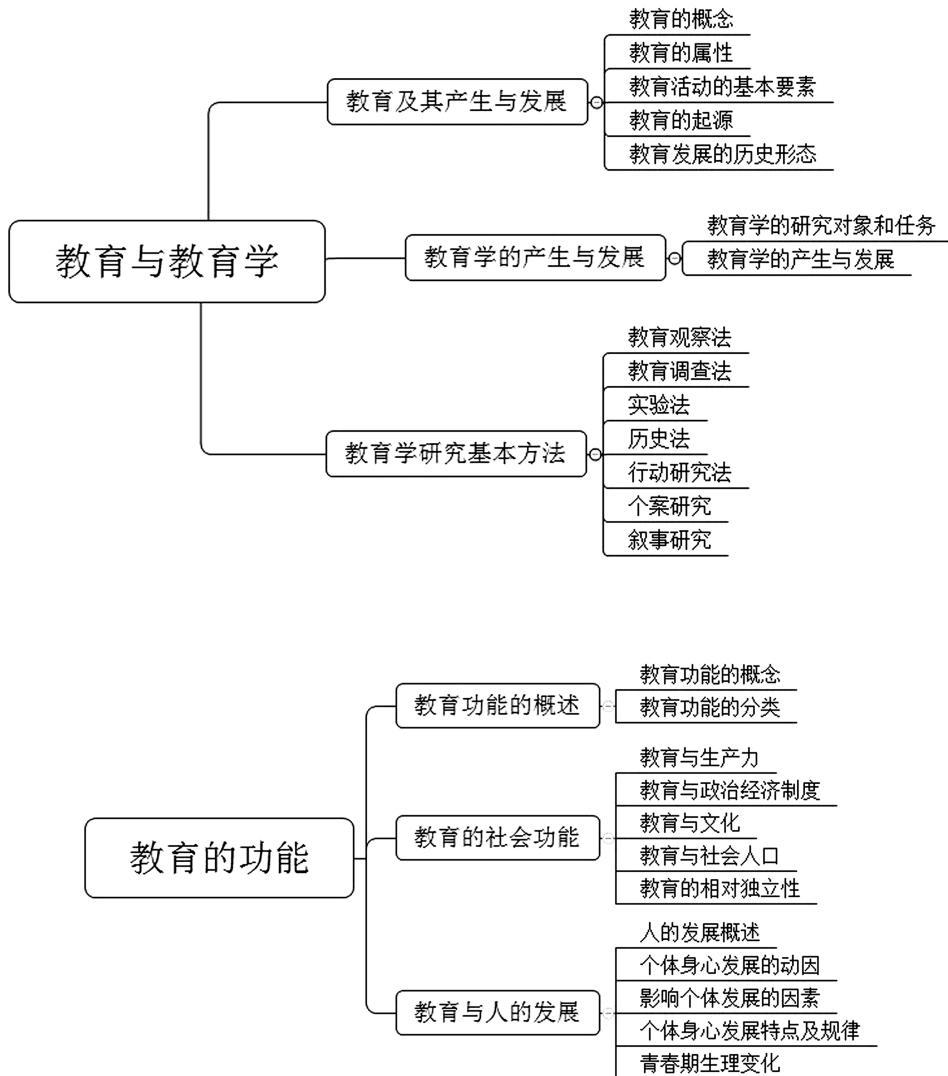 教育与教育学
教育及其产生与发展
教育的概念
教育的属性
教育活动的基本要素
教育的起源
教育发展的历史形态
教育学的产生与发展
教育学的研究对象和任务
教育学的产生与发展
教育学研究基本方法
教育观察法
教育调查法
实验法
历史法
行动研究法
个案研究
叙事研究
教育的功能
教育功能的概述
教育功能的概念
教育功能的分类
教育的社会功能
教育与生产力
教育与政治经济制度
教育与文化
教育与社会人口
教育的相对独立性
教育与人的发展
人的发展概述
个体身心发展的动因
影响个体发展的因素
个体身心发展特点及规律
青春期生理变化